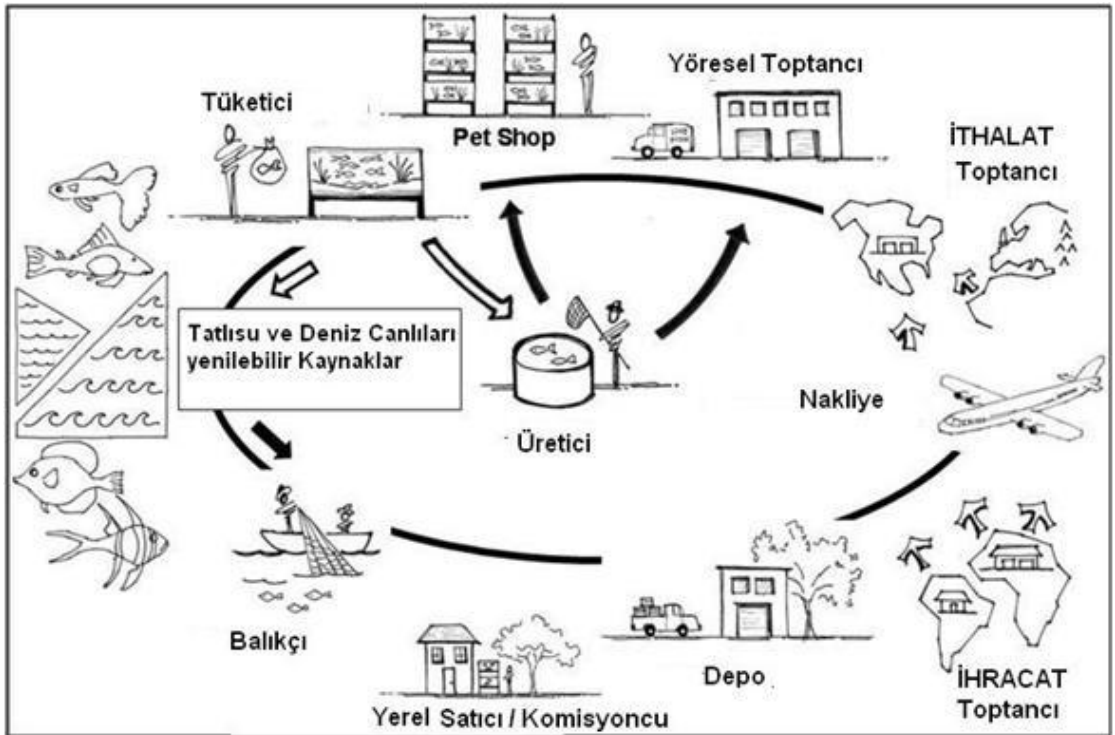 Yöresel Toptancı
Tüketici
Pet Shop
İTHALAT
Toptancı
Tatlısu ve Deniz Canlıları
yenilebilir Kaynaklar
Nakliye
Üretici
Balıkçı
Depo
İHRACAT
Toptancı
Yerel Satıcı / Komisyoncu